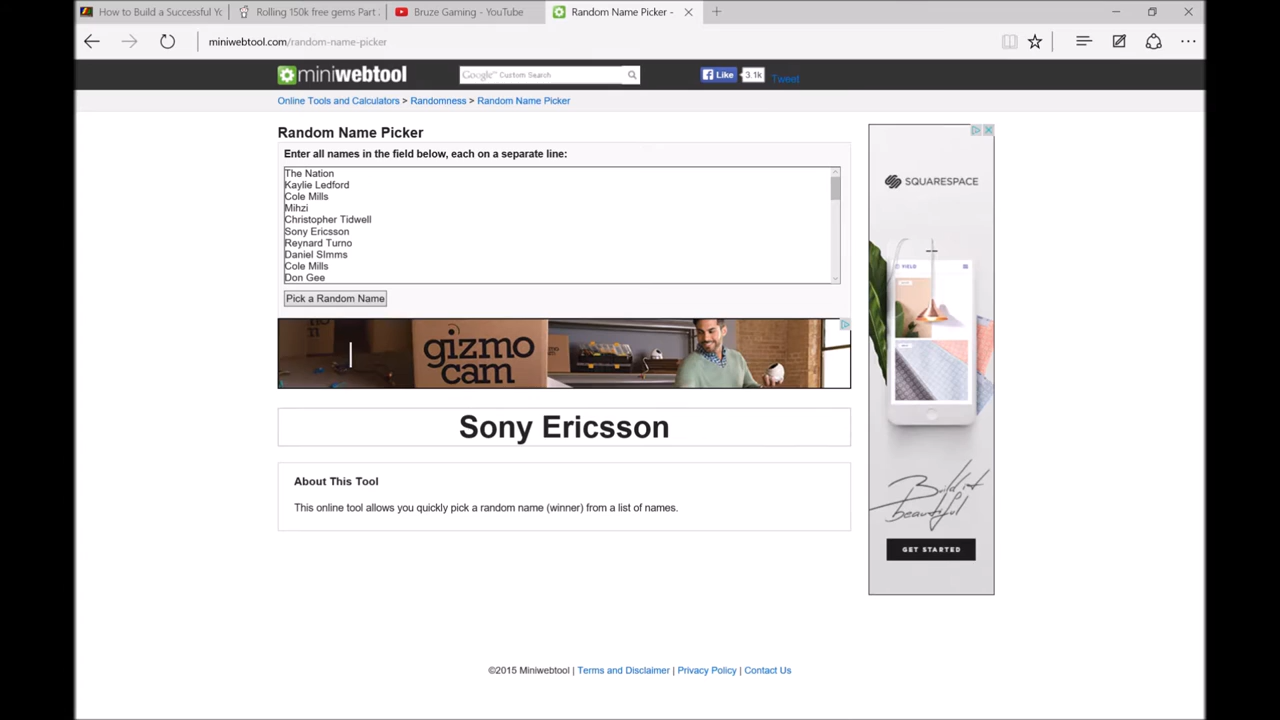 How to Build a Successful Yo
Rolling 150k free gems Part
Bruze Gaming - YouTube
Random Name Picker -
miniwebtool.com/random-name-picker
miniwebtool
Google™ Custom Search
Like
3.1k
Tweet
Online Tools and Calculators > Randomness > Random Name Picker
Random Name Picker
Enter all names in the field below, each on a separate line:
The Nation
Kaylie Ledford
Cole Mills
Mihzi
Christopher Tidwell
Sony Ericsson
Reynard Turno
Daniel SImms
Cole Mills
Don Gee
Pick a Random Name
gizmo
cam
Sony Ericsson
About This Tool
This online tool allows you quickly pick a random name (winner) from a list of names.
SQUARESPACE
YIELD
Build it
beautiful
GET STARTED
©2015 Miniwebtool | Terms and Disclaimer | Privacy Policy | Contact Us